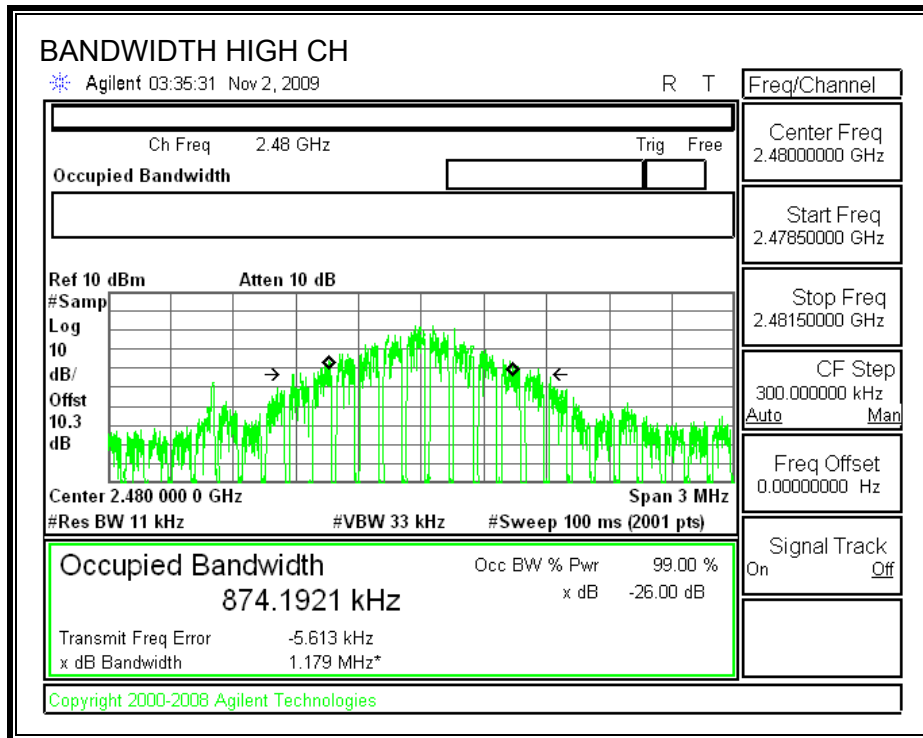 BANDWIDTH HIGH CH
Agilent 03:35:31 Nov 2, 2009 R T
Ch Freq 2.48 GHz Trig Free
Occupied Bandwidth
Ref 10 dBm Atten 10 dB
#Samp
Log
10
dB/
Offst
10.3
dB
Center 2.480 000 0 GHz Span 3 MHz
#Res BW 11 kHz #VBW 33 kHz #Sweep 100 ms (2001 pts)
Occupied Bandwidth Occ BW % Pwr 99.00 %
874.1921 kHz x dB -26.00 dB
Transmit Freq Error -5.613 kHz
x dB Bandwidth 1.179 MHz*
Copyright 2000-2008 Agilent Technologies
Freq/Channel
Center Freq
2.48000000 GHz
Start Freq
2.47850000 GHz
Stop Freq
2.48150000 GHz
CF Step
300.000000 kHz
Auto Man
Freq Offset
0.00000000 Hz
Signal Track
On Off